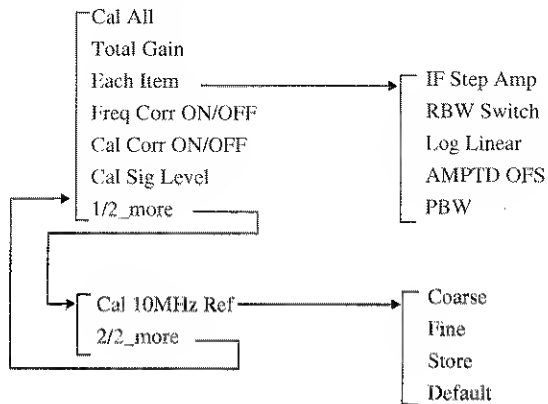 Cal All
Total Gain
Each Item
Freq Corr ON/OFF
Cal Corr ON/OFF
Cal Sig Level
1/2_more
IF Step Amp
RBW Switch
Log Linear
AMPTD OFS
PBW
Cal 10MHz Ref
2/2_more
Coarse
Fine
Store
Default